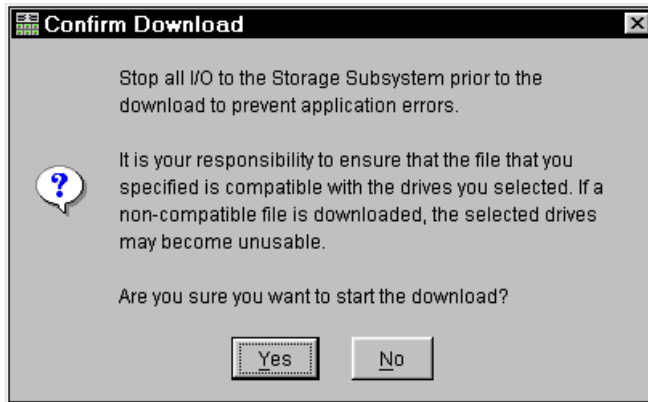 Confirm Download
Stop all I/O to the Storage Subsystem prior to the
download to prevent application errors.
It is your responsibility to ensure that the file that you
specified is compatible with the drives you selected. If a
non-compatible file is downloaded, the selected drives
may become unusable.
Are you sure you want to start the download?
Yes
No